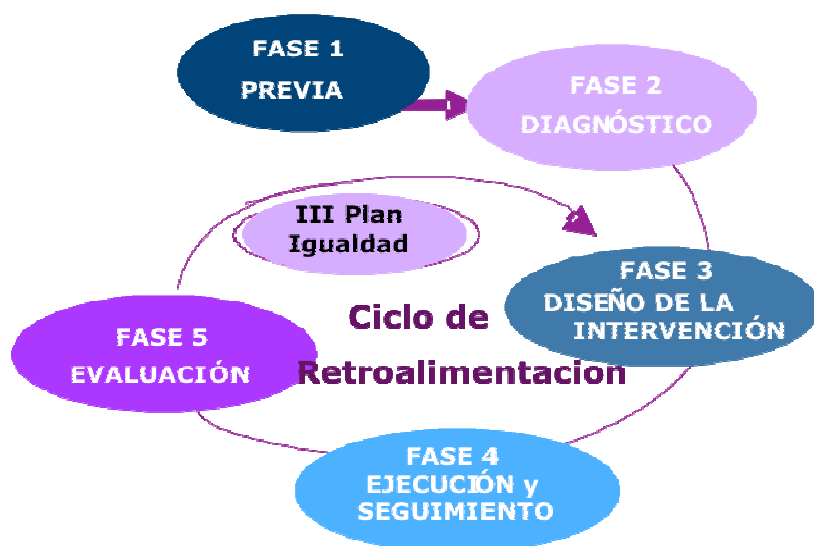 FASE 1
PREVIA
FASE 2
DIAGNÓSTICO
III Plan
Igualdad
FASE 3
DISEÑO DE LA
INTERVENCIÓN
Ciclo de
Retroalimentacion
FASE 5
EVALUACIÓN
FASE 4
EJECUCIÓN y
SEGUIMIENTO